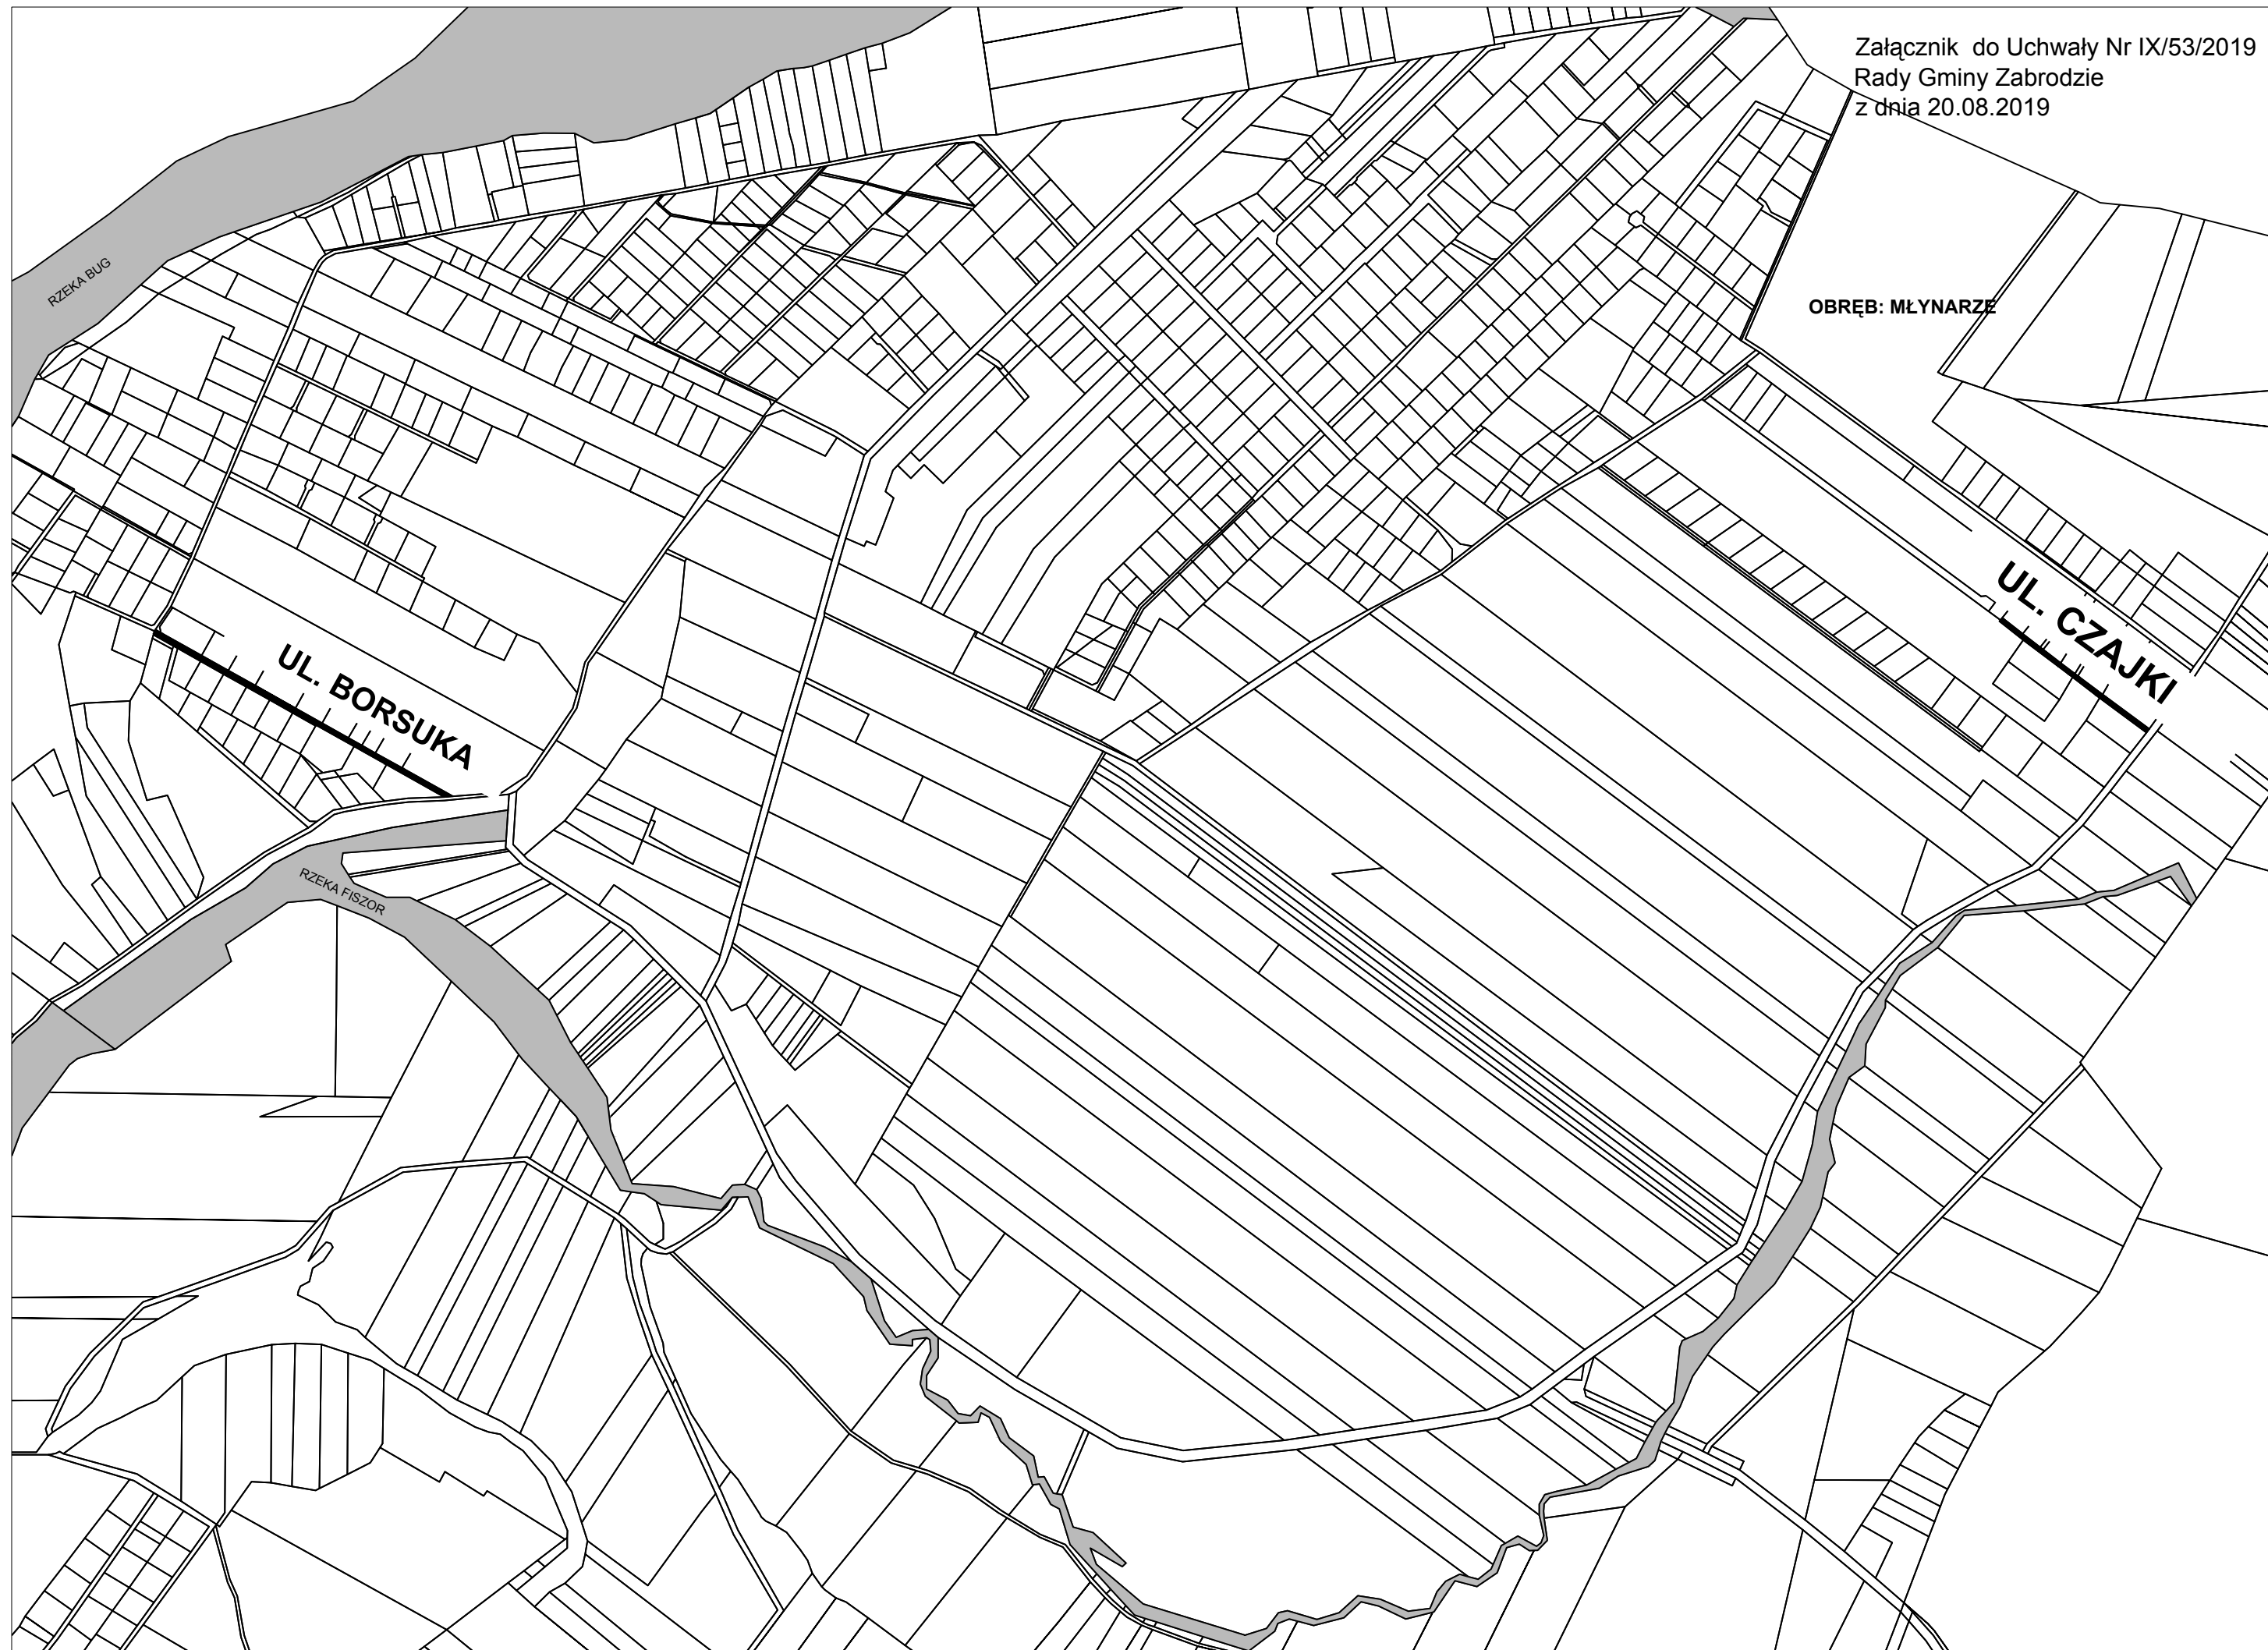 Załącznik do Uchwały Nr IX/53/2019
Rady Gminy Zabrodzie
z dnia 20.08.2019
RZEKA BUG
OBRĘB: MŁYNARZE
UL. CZAJKI
UL. BORSUKA
RZEKA FISZOR